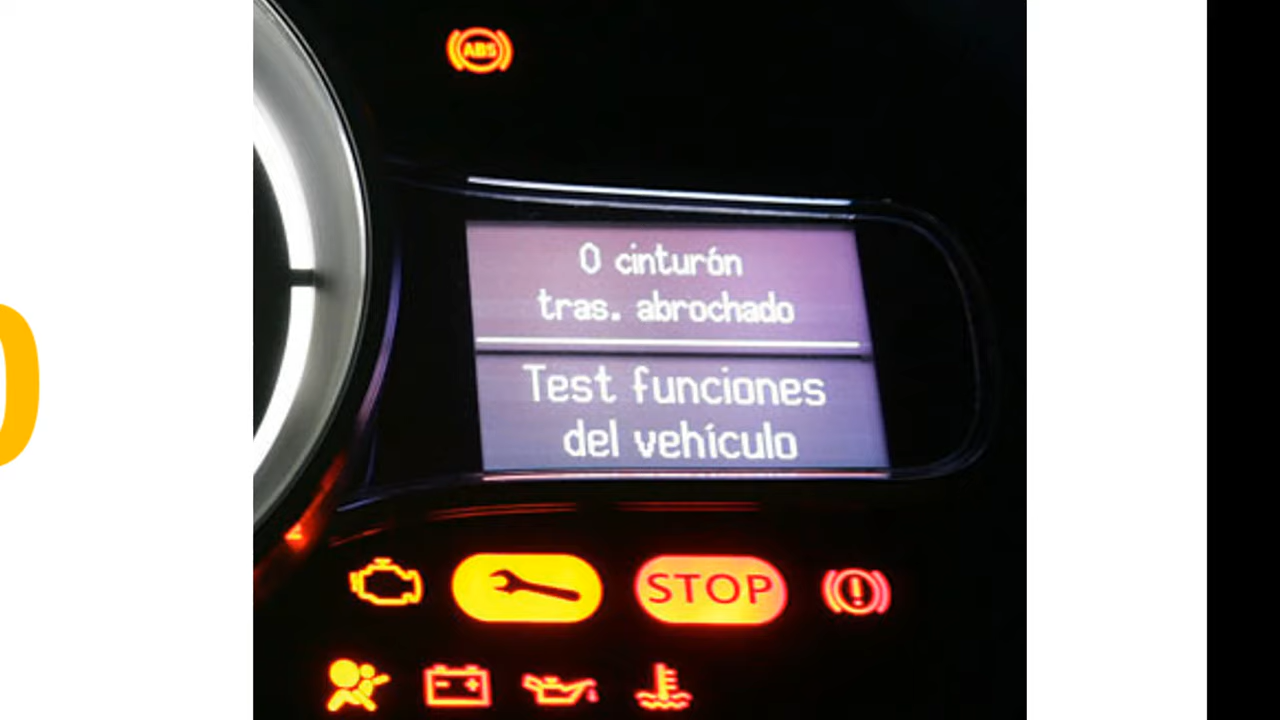 ABS
0 cinturón
tras. abrochado
Test funciones
del vehículo
STOP